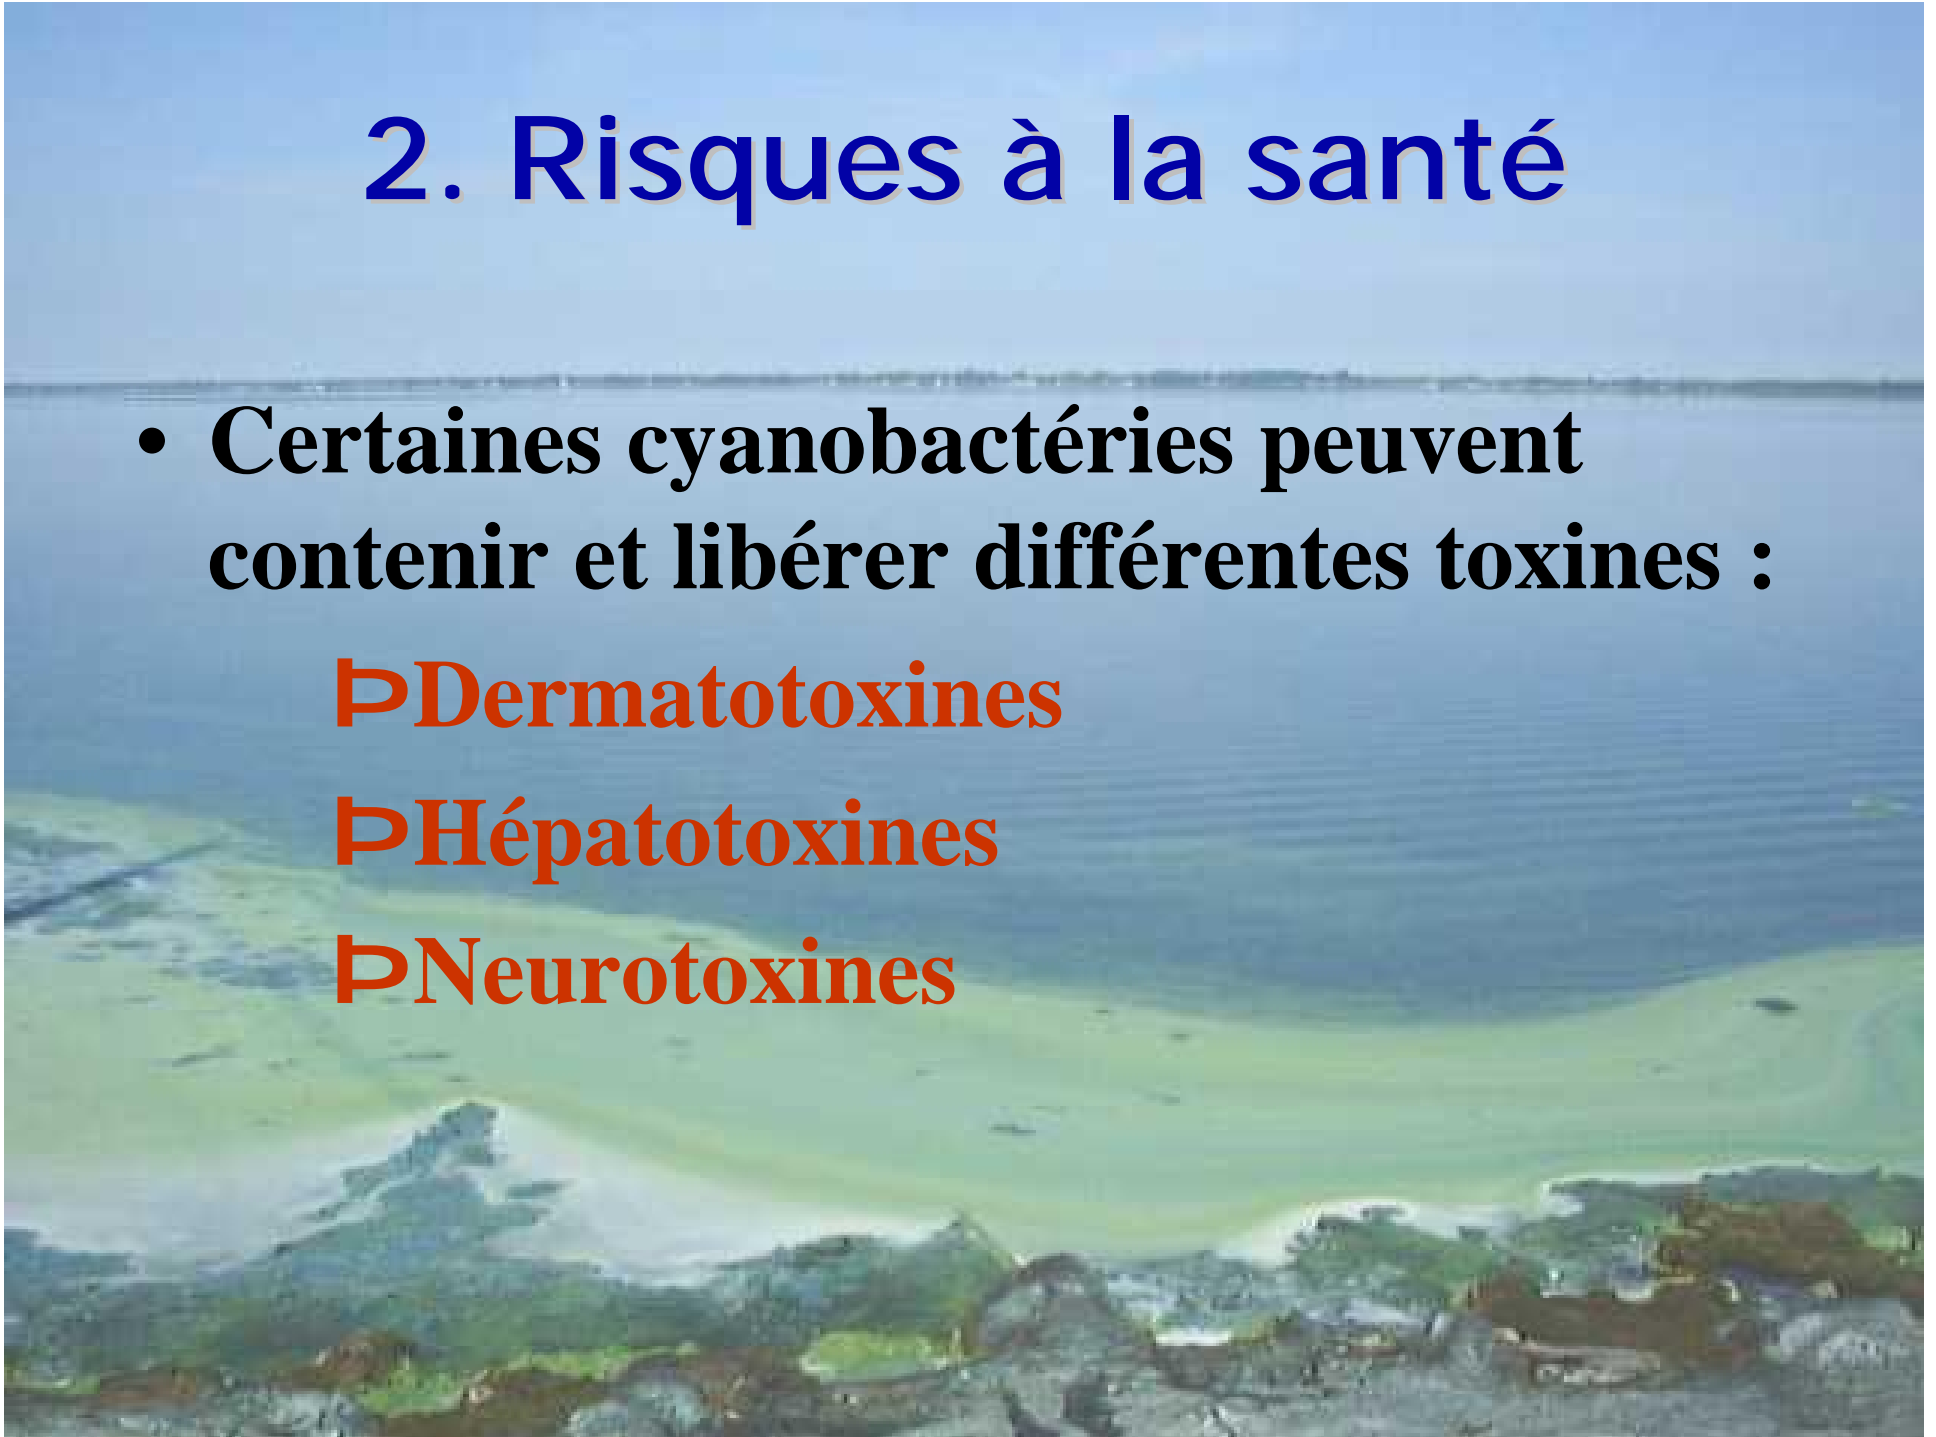 2. Risques à la santé
• Certaines cyanobactéries peuvent
contenir et libérer différentes toxines :
ÞDermatotoxines
ÞHépatotoxines
ÞNeurotoxines